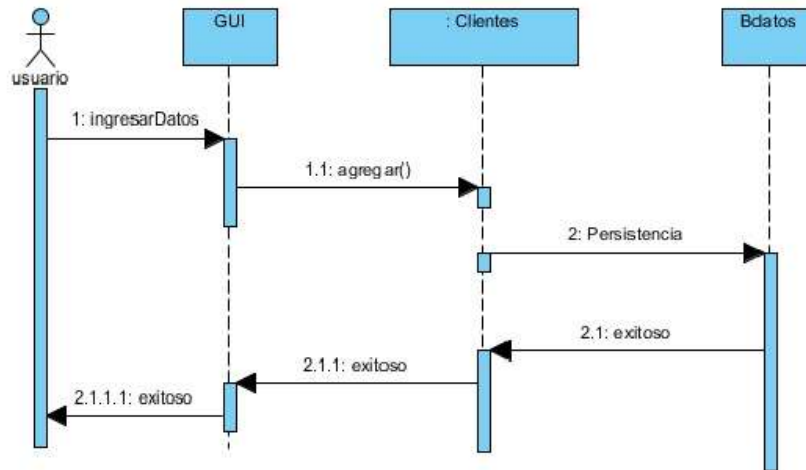 GUI
: Clientes
Bdatos
usuario
1: ingresarDatos
1.1: agregar()
2: Persistencia
2.1: exitoso
2.1.1: exitoso
2.1.1.1: exitoso